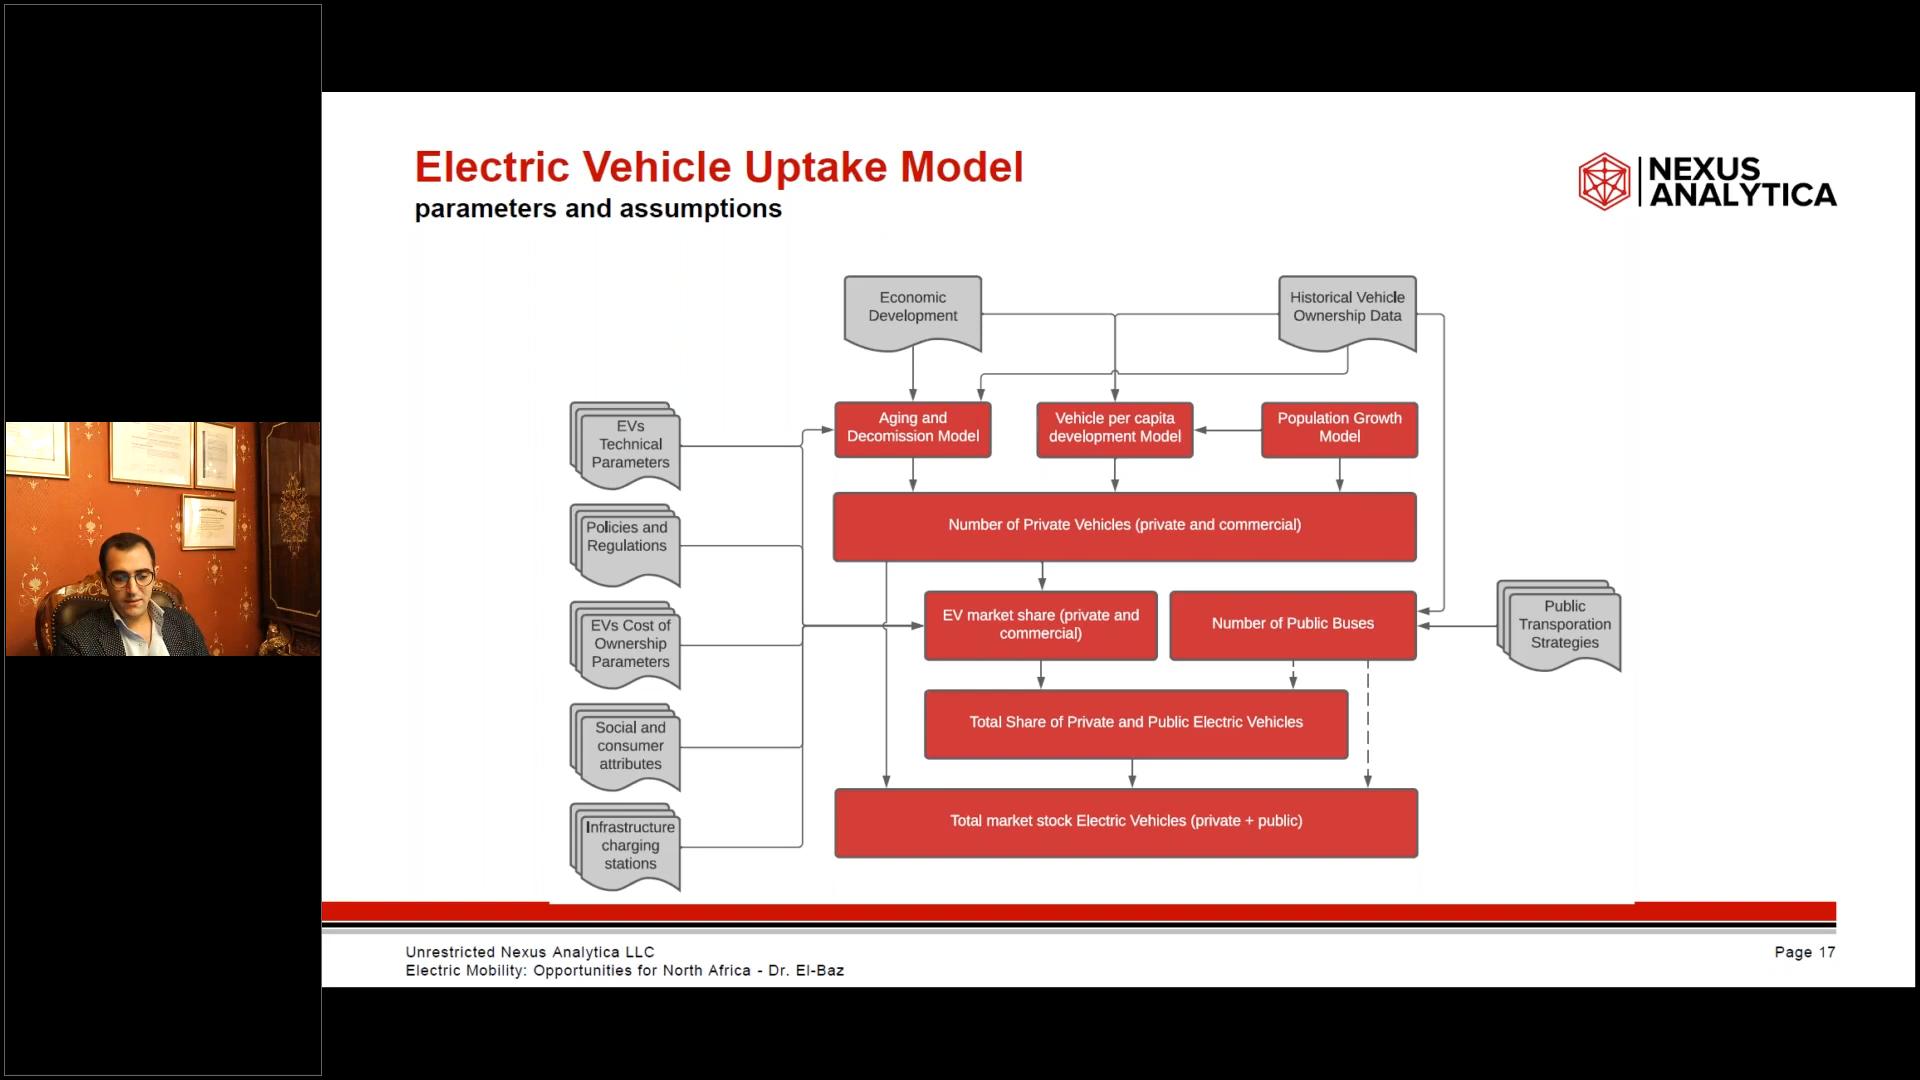 Electric Vehicle Uptake Model
parameters and assumptions
NEXUS
ANALYTICA
Economic
Development
Historical Vehicle
Ownership Data
EVs
Technical
Parameters
Aging and
Decomission Model
Vehicle per capita
development Model
Population Growth
Model
Policies and
Regulations
Number of Private Vehicles (private and commercial)
EVs Cost of
Ownership
Parameters
EV market share (private and
commercial)
Number of Public Buses
Public
Transporation
Strategies
Social and
consumer
attributes
Total Share of Private and Public Electric Vehicles
Infrastructure
charging
stations
Total market stock Electric Vehicles (private + public)
Unrestricted Nexus Analytica LLC
Electric Mobility: Opportunities for North Africa - Dr. El-Baz
Page 17